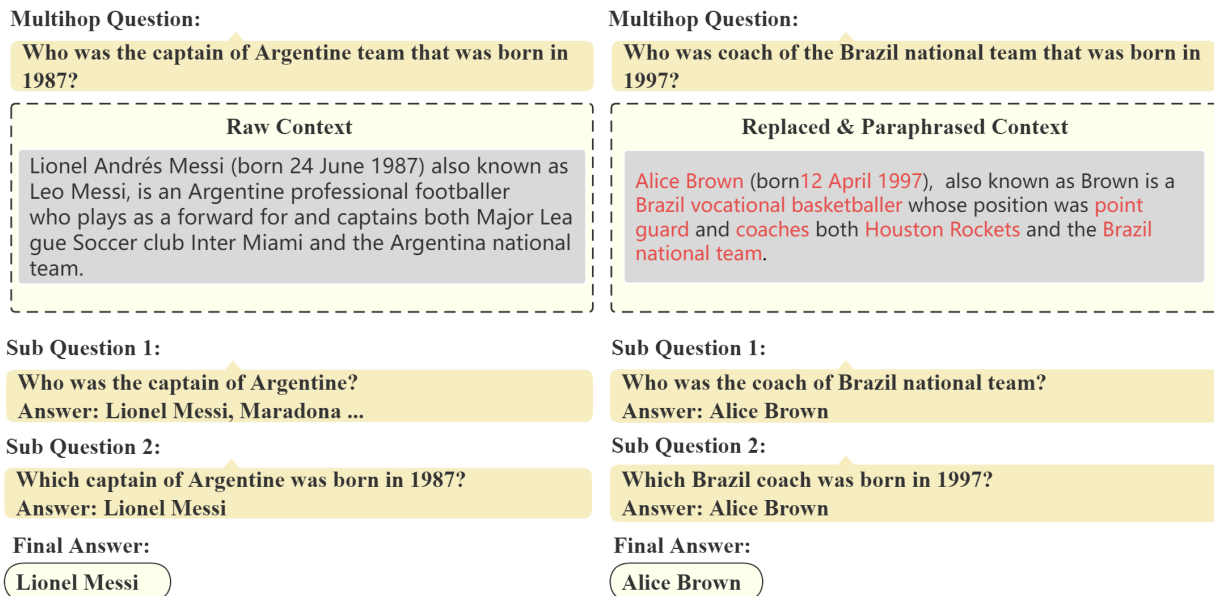 Multihop Question:
Who was the captain of Argentine team that was born in
1987?
Raw Context
Lionel Andrés Messi (born 24 June 1987) also known as
Leo Messi, is an Argentine professional footballer
who plays as a forward for and captains both Major Lea
gue Soccer club Inter Miami and the Argentina national
team.
Sub Question 1:
Who was the captain of Argentine?
Answer: Lionel Messi, Maradona ...
Sub Question 2:
Which captain of Argentine was born in 1987?
Answer: Lionel Messi
Final Answer:
Lionel Messi
Multihop Question:
Who was coach of the Brazil national team that was born in
1997?
Replaced & Paraphrased Context
Alice Brown (born12 April 1997),  also known as Brown is a
Brazil vocational basketballer whose position was point
guard and coaches both Houston Rockets and the Brazil
national team.
Sub Question 1:
Who was the coach of Brazil national team?
Answer: Alice Brown
Sub Question 2:
Which Brazil coach was born in 1997?
Answer: Alice Brown
Final Answer:
Alice Brown